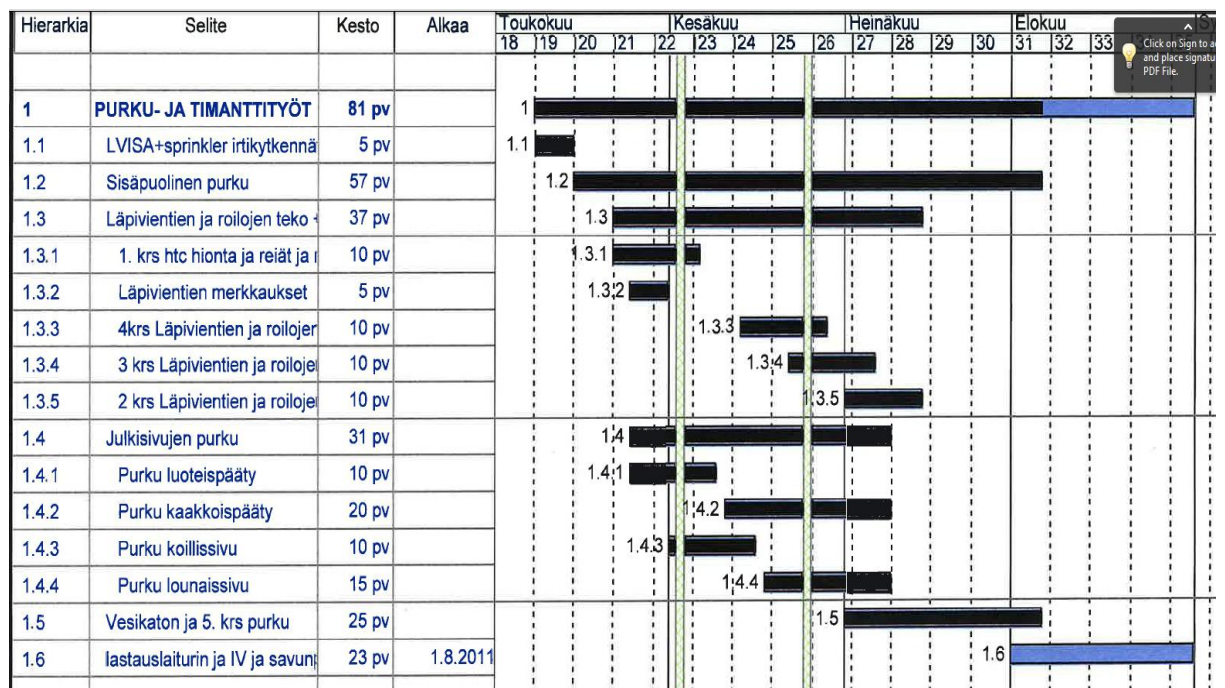 Hierarkia Selite Kesto Alkaa Toukokuu Kesäkuu Heinäkuu Elokuu Sy
18 19 20 21 22 23 24 25 26 27 28 29 30 31 32 33
Click on Sign to a
and place signatu
PDF File.
1 PURKU- JA TIMANTTITYÖT 81 pv 1
1.1 LVISA+sprinkler irtikytkennä 5 pv 1.1
1.2 Sisäpuolinen purku 57 pv 1.2
1.3 Läpivientien ja roilojen teko + 37 pv 1.3
1.3.1 1. krs htc hionta ja reiät ja 10 pv 1.3.1
1.3.2 Läpivientien merkkaukset 5 pv 1.3.2
1.3.3 4krs Läpivientien ja roilojen 10 pv 1.3.3
1.3.4 3 krs Läpivientien ja roiloje 10 pv 1.3.4
1.3.5 2 krs Läpivientien ja roiloje 10 pv 1.3.5
1.4 Julkisivujen purku 31 pv 1.4
1.4.1 Purku luoteispääty 10 pv 1.4.1
1.4.2 Purku kaakkoispääty 20 pv 1.4.2
1.4.3 Purku koillissivu 10 pv 1.4.3
1.4.4 Purku lounaissivu 15 pv 1.4.4
1.5 Vesikaton ja 5. krs purku 25 pv 1.5
1.6 lastauslaiturin ja IV ja savunp 23 pv 1.8.2011 1.6